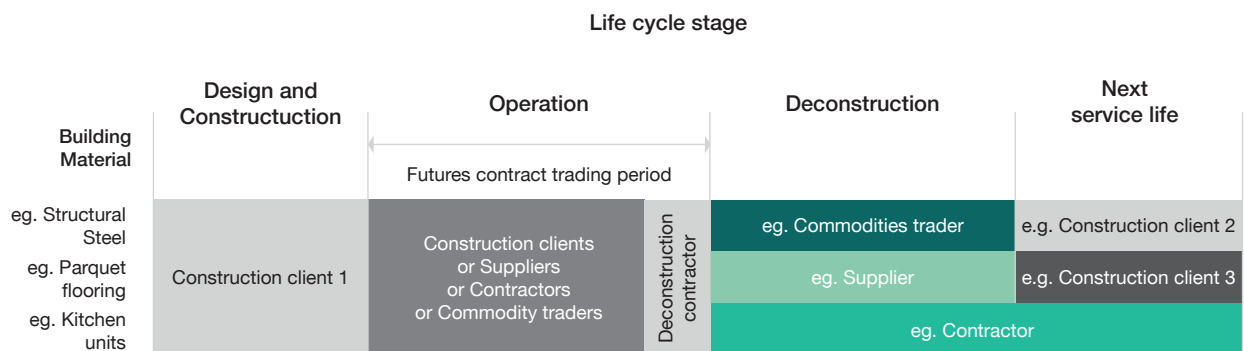 Life cycle stage
Design and
Constructuction
Operation
Deconstruction
Next
service life
Building
Material
Futures contract trading period
eg. Structural
Steel
eg. Parquet
flooring
eg. Kitchen
units
Construction client 1
Construction clients
or Suppliers
or Contractors
or Commodity traders
Deconstruction
contractor
eg. Commodities trader
e.g. Construction client 2
eg. Supplier
e.g. Construction client 3
eg. Contractor